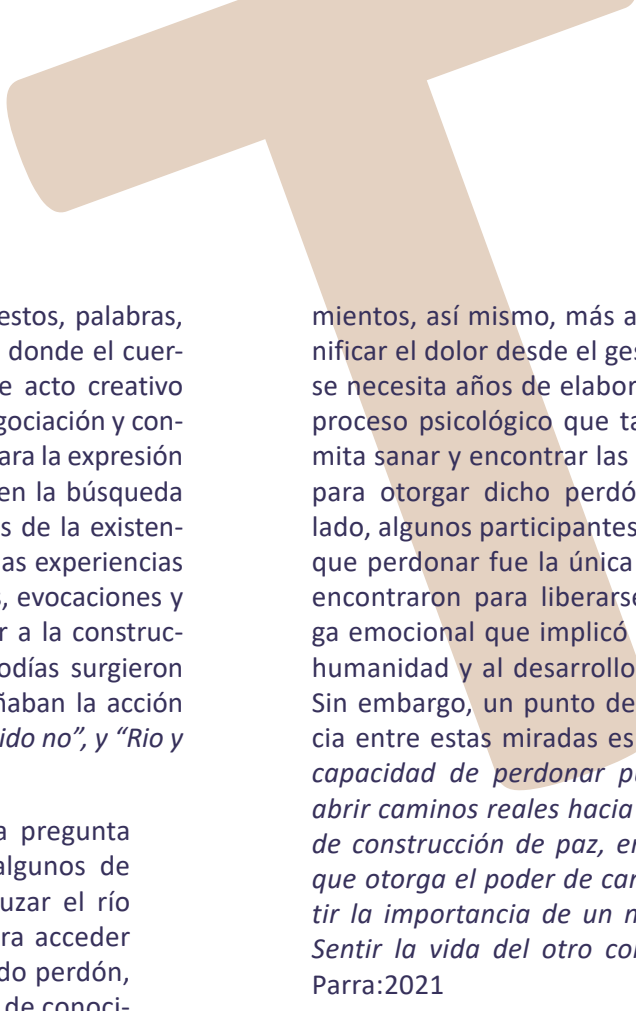 estos, palabras,
donde el cuer-
e acto creativo
gociación y con-
ara la expresión
en la búsqueda
s de la existen-
as experiencias
s, evocaciones y
r a la construc-
odías surgieron
ñaban la acción
ido no”, y “Rio y
a pregunta
algunos de
uzar el río
ra acceder
do perdón,
de conoci-
mientos, así mismo, más a
nificar el dolor desde el ges
se necesita años de elabor
proceso psicológico que ta
mita sanar y encontrar las
para otorgar dicho perdó
lado, algunos participantes
que perdonar fue la única
encontraron para liberarse
ga emocional que implicó
humanidad y al desarrollo
Sin embargo, un punto de
cia entre estas miradas es
capacidad de perdonar pa
abrir caminos reales hacia
de construcción de paz, en
que otorga el poder de can
tir la importancia de un n
Sentir la vida del otro con
Parra:2021